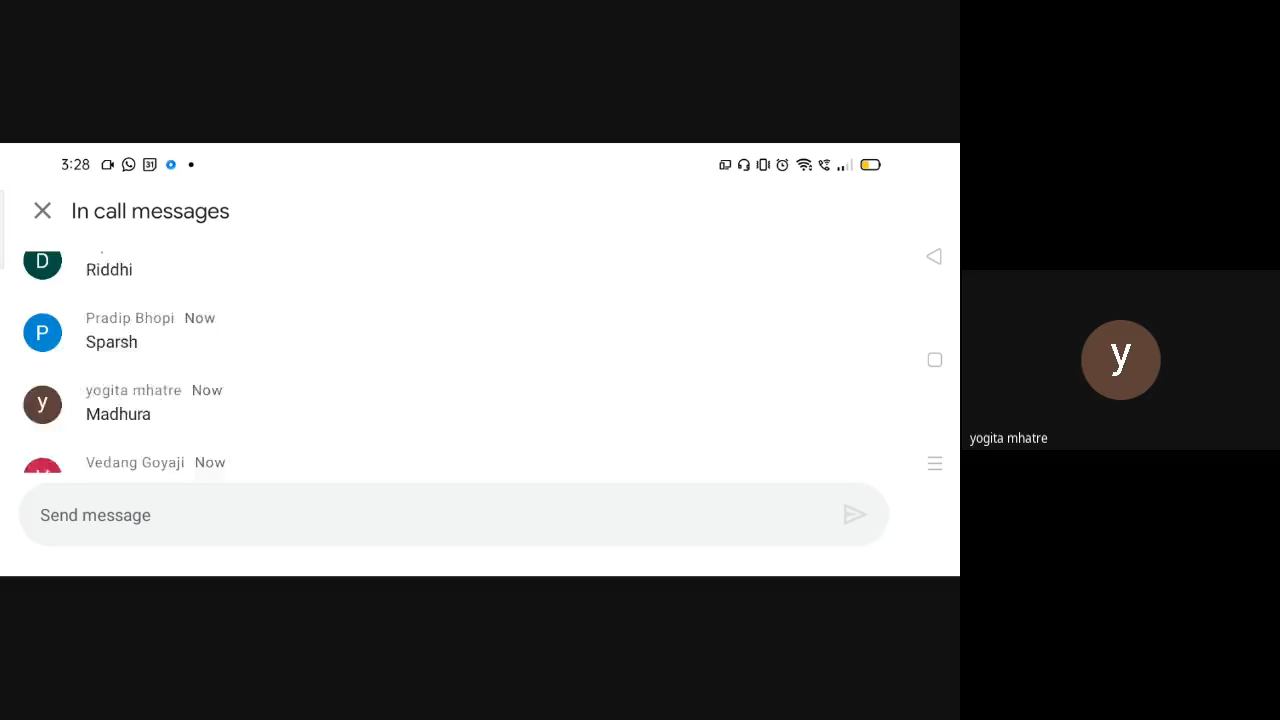 3:28
31
In call messages
D
Riddhi
Pradip Bhopi Now
P
Sparsh
yogita mhatre Now
y
Madhura
Vedang Goyaji Now
Send message
y
yogita mhatre